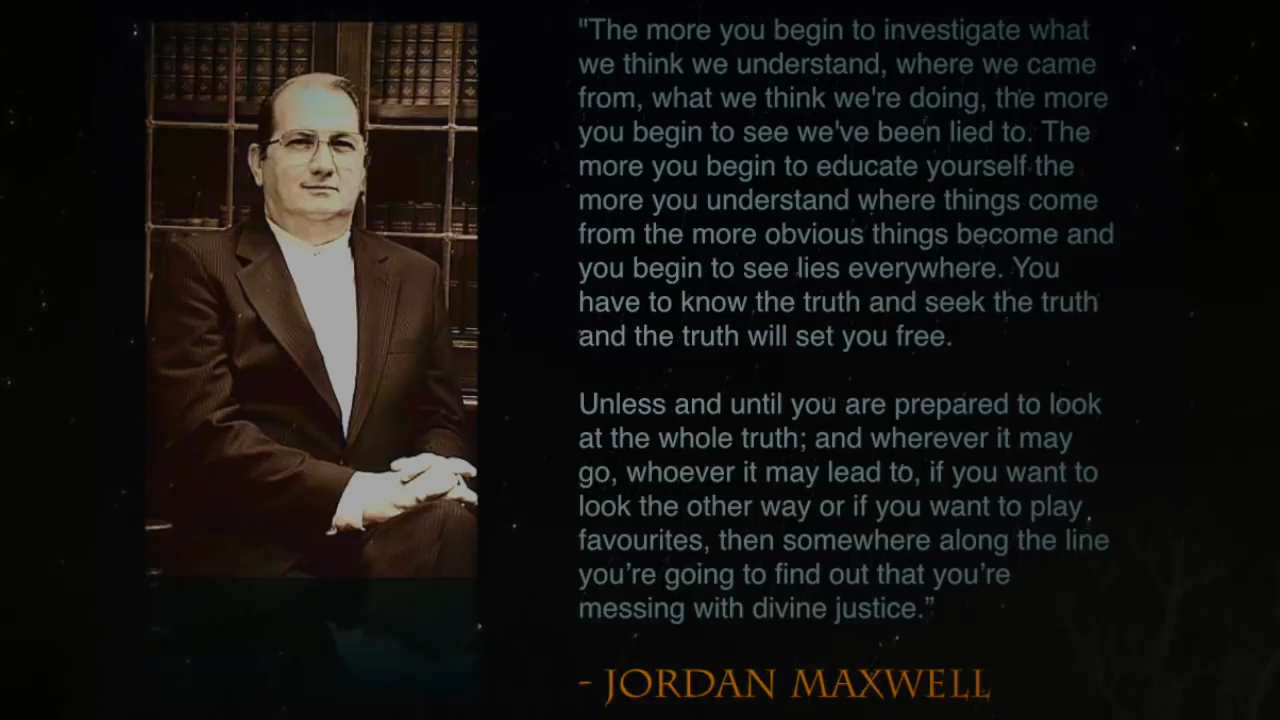 "The more you begin to investigate what
we think we understand, where we came
from, what we think we're doing, the more
you begin to see we've been lied to. The
more you begin to educate yourself the
more you understand where things come
from the more obvious things become and
you begin to see lies everywhere. You
have to know the truth and seek the truth
and the truth will set you free.
Unless and until you are prepared to look
at the whole truth; and wherever it may
go, whoever it may lead to, if you want to
look the other way or if you want to play
favourites, then somewhere along the line
you’re going to find out that you’re
messing with divine justice.”
- JORDAN MAXWELL